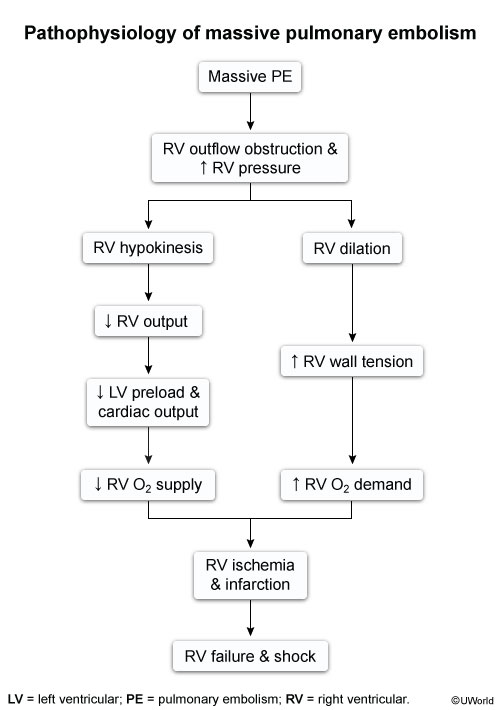 Pathophysiology of massive pulmonary embolism
Massive PE
RV outflow obstruction &
↑ RV pressure
RV hypokinesis
RV dilation
↓ RV output
↑ RV wall tension
↓ LV preload &
cardiac output
↓ RV O₂ supply
↑ RV O₂ demand
RV ischemia
& infarction
RV failure & shock
LV = left ventricular; PE = pulmonary embolism; RV = right ventricular.
©UWorld